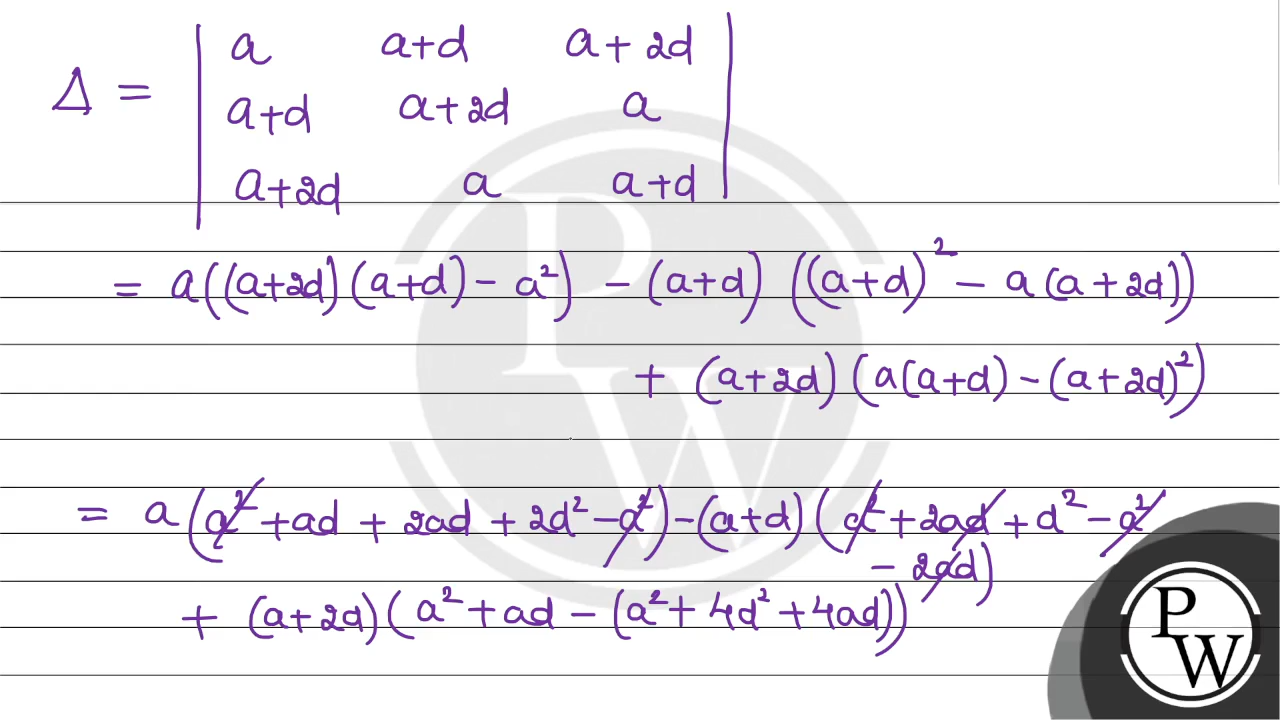 Δ = | a a+d a+2d |
| a+d a+2d a |
| a+2d a a+d |
= a((a+2d)(a+d) - a²) - (a+d)((a+d)² - a(a+2d))
+ (a+2d)(a(a+d) - (a+2d)²)
= a(a² + ad + 2ad + 2d² - a²) - (a+d)(a² + 2ad + d² - a²
- 2ad)
+ (a+2d)(a² + ad - (a² + 4d² + 4ad))
PW
PW